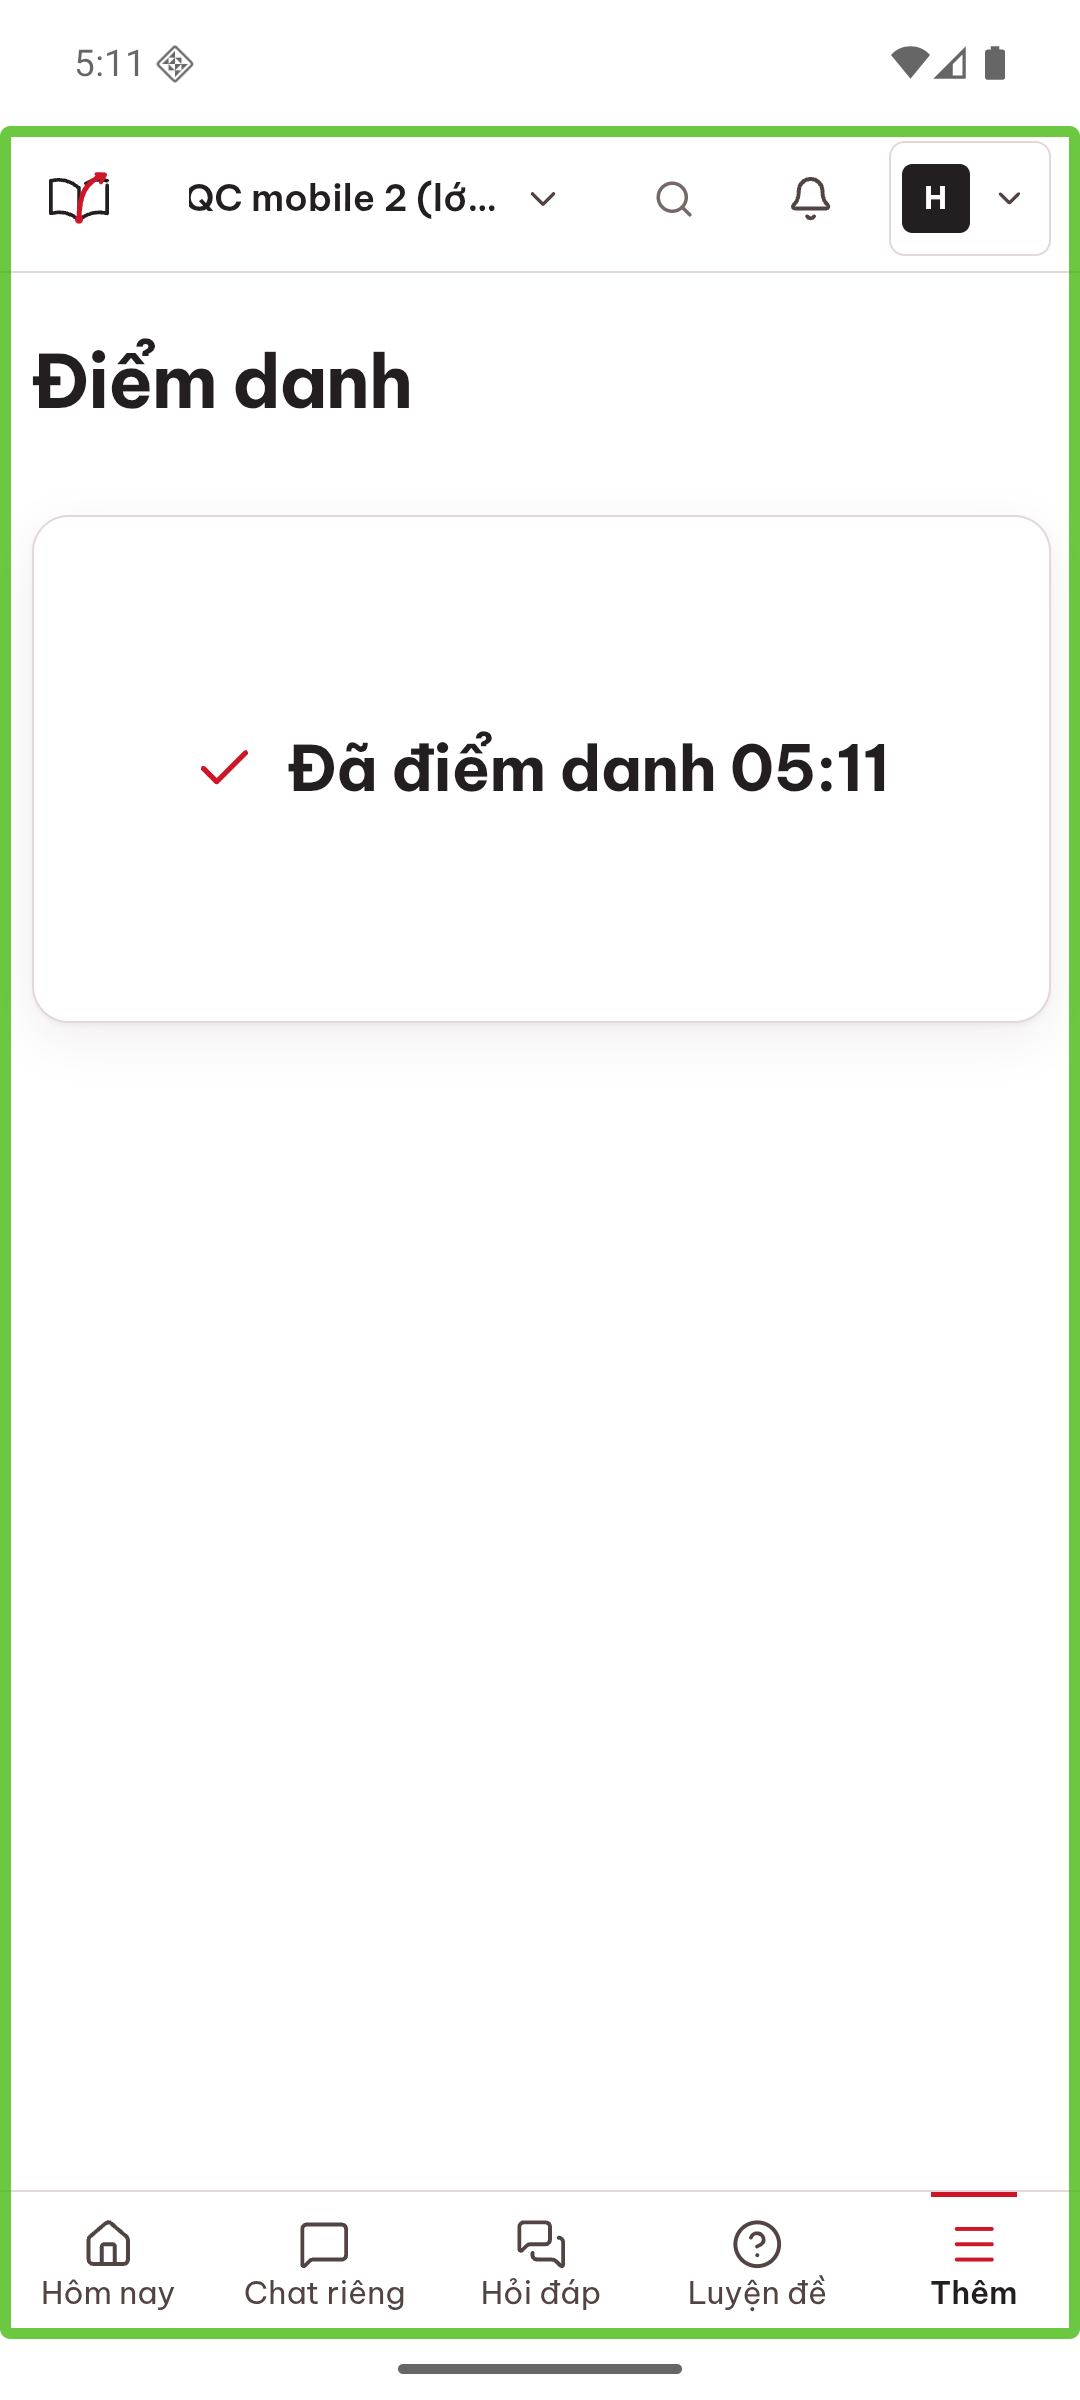 5:11
QC mobile 2 (lớ...
H
Điểm danh
Đã điểm danh 05:11
Hôm nay
Chat riêng
Hỏi đáp
Luyện đề
Thêm